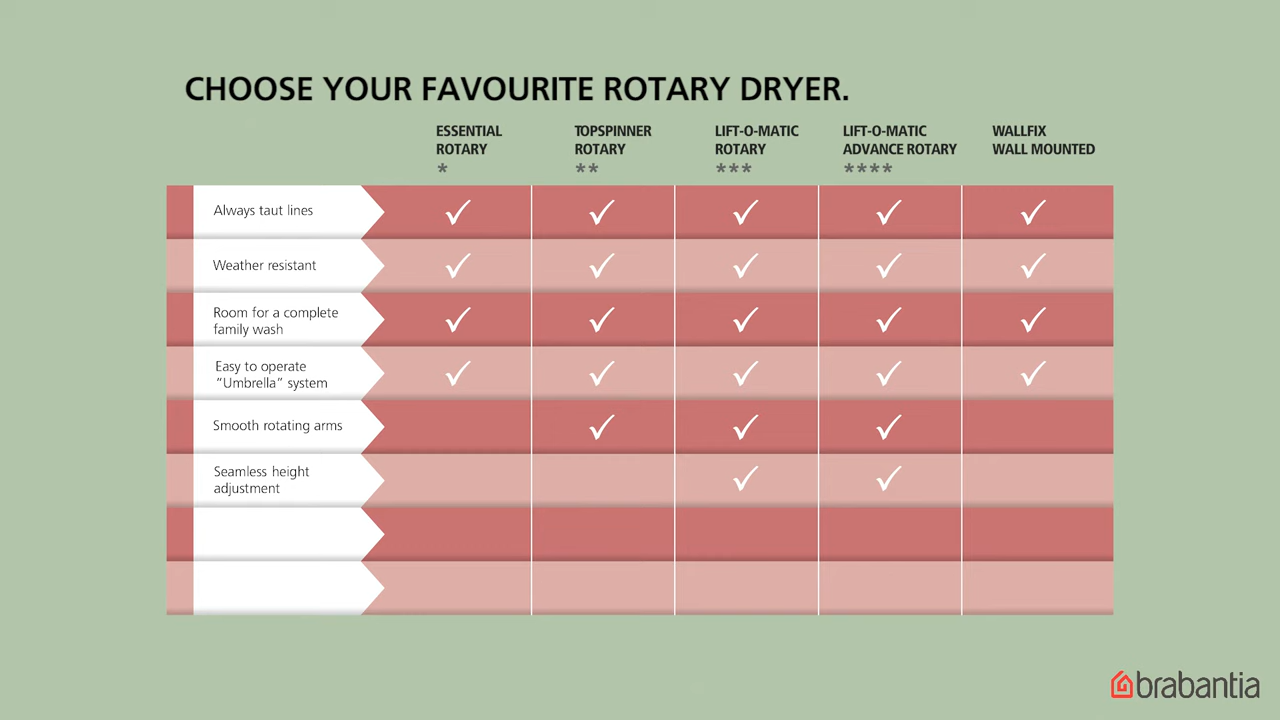 CHOOSE YOUR FAVOURITE ROTARY DRYER.
ESSENTIAL
ROTARY
*
TOPSPINNER
ROTARY
**
LIFT-O-MATIC
ROTARY
***
LIFT-O-MATIC
ADVANCE ROTARY
****
WALLFIX
WALL MOUNTED
Always taut lines
Weather resistant
Room for a complete
family wash
Easy to operate
“Umbrella” system
Smooth rotating arms
Seamless height
adjustment
brabantia